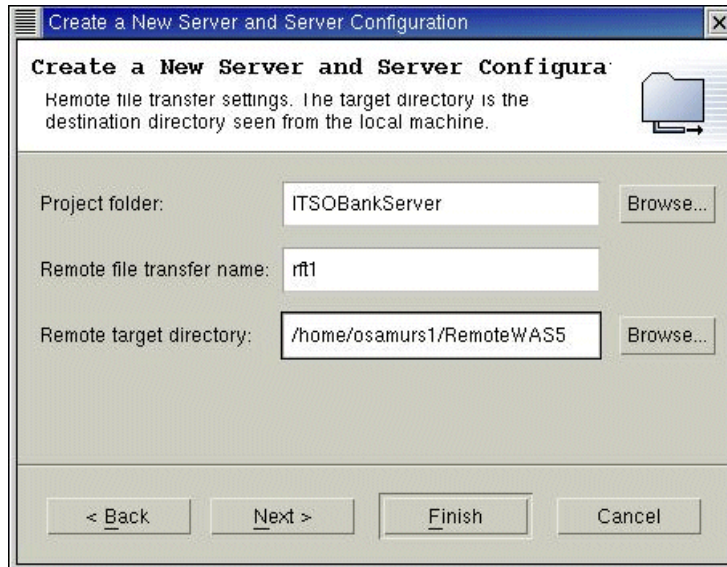 Create a New Server and Server Configuration
Create a New Server and Server Configura
Remote file transfer settings. The target directory is the
destination directory seen from the local machine.
Project folder:
ITSOBankServer
Browse...
Remote file transfer name:
rft1
Remote target directory:
/home/osamurs1/RemoteWAS5
Browse...
< Back
Next >
Finish
Cancel